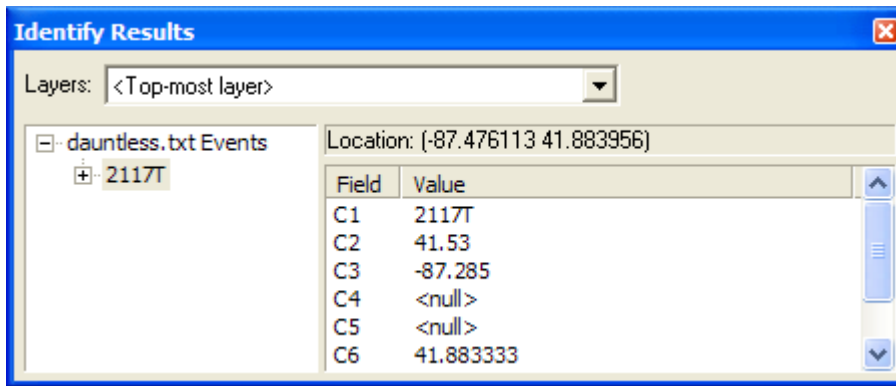 Identify Results
Layers: <Top-most layer>
dauntless.txt Events
2117T
Location: (-87.476113 41.883956)
Field Value
C1 2117T
C2 41.53
C3 -87.285
C4 <null>
C5 <null>
C6 41.883333